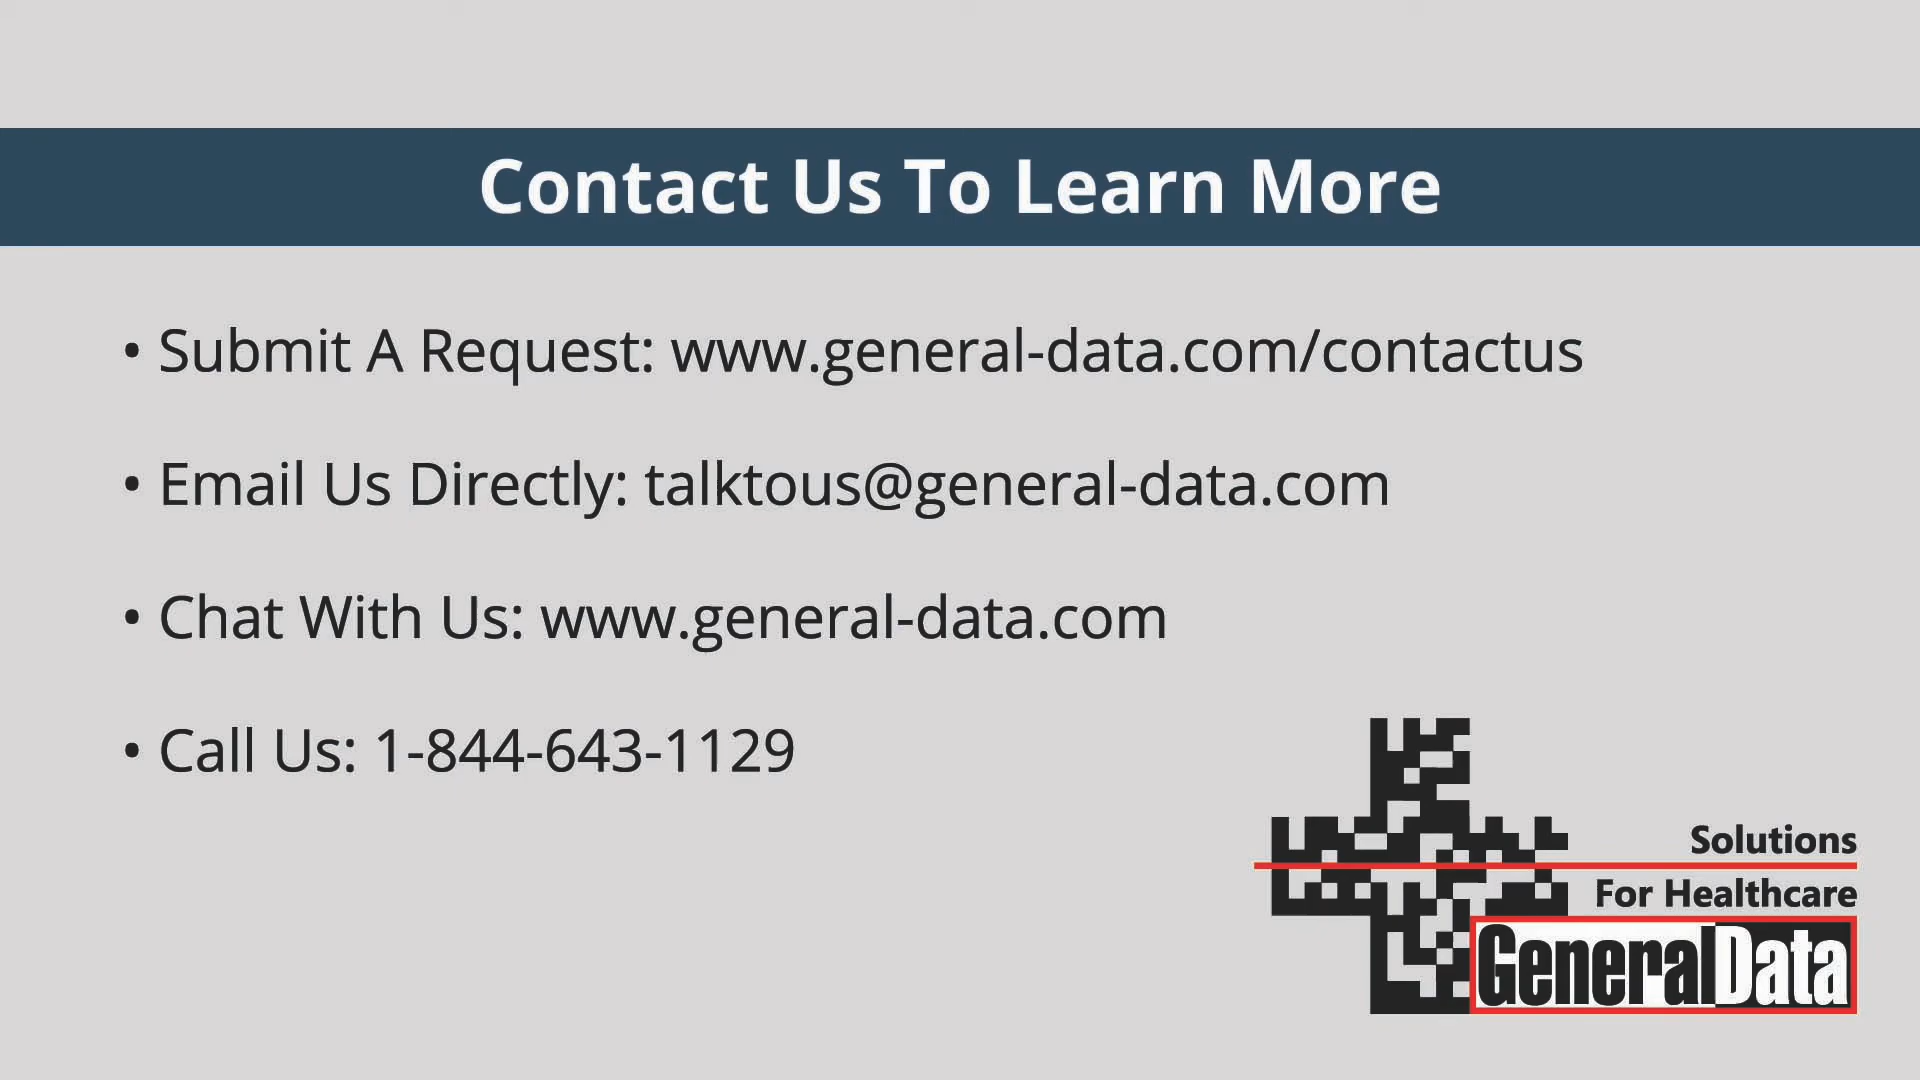 Contact Us To Learn More
• Submit A Request: www.general-data.com/contactus
• Email Us Directly: talktous@general-data.com
• Chat With Us: www.general-data.com
• Call Us: 1-844-643-1129
Solutions
For Healthcare
GeneralData